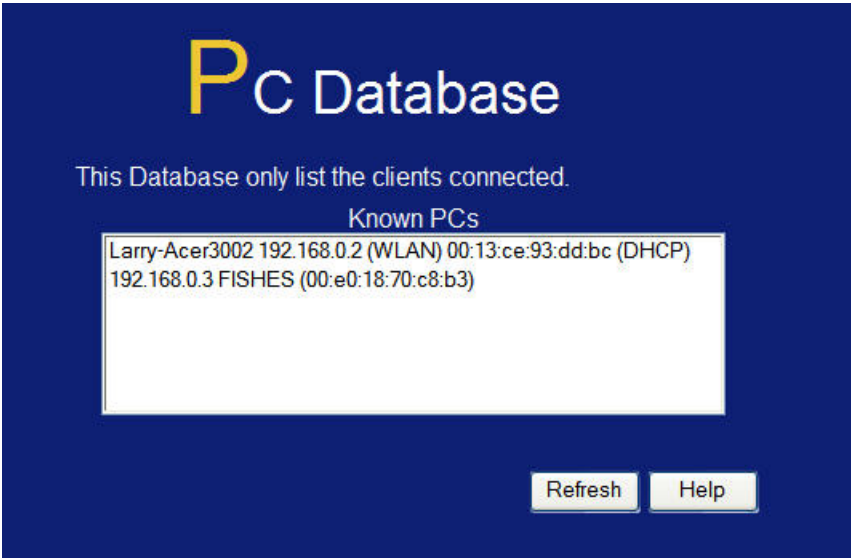 PC Database
This Database only list the clients connected.
Known PCs
Larry-Acer3002 192.168.0.2 (WLAN) 00:13:ce:93:dd:bc (DHCP)
192.168.0.3 FISHES (00:e0:18:70:c8:b3)
Refresh Help